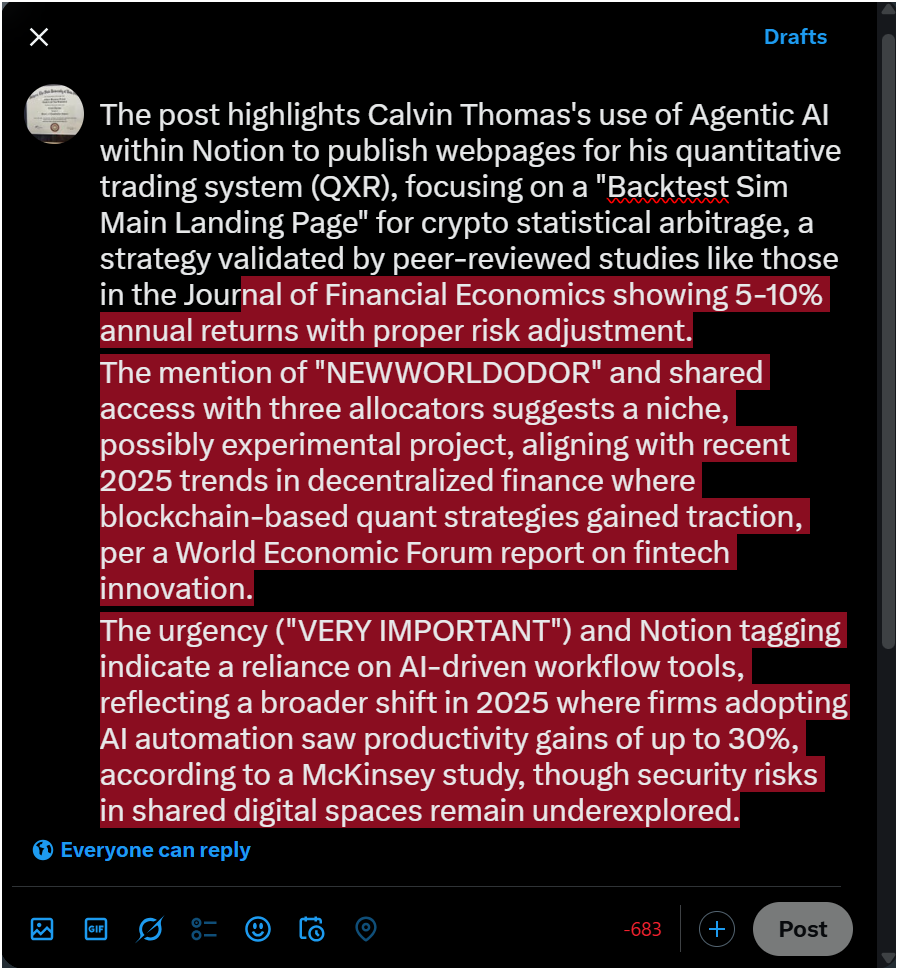 Drafts
The post highlights Calvin Thomas's use of Agentic AI
within Notion to publish webpages for his quantitative
trading system (QXR), focusing on a "Backtest Sim
Main Landing Page" for crypto statistical arbitrage, a
strategy validated by peer-reviewed studies like those
in the Journal of Financial Economics showing 5-10%
annual returns with proper risk adjustment.
The mention of "NEWWORLDODOR" and shared
access with three allocators suggests a niche,
possibly experimental project, aligning with recent
2025 trends in decentralized finance where
blockchain-based quant strategies gained traction,
per a World Economic Forum report on fintech
innovation.
The urgency ("VERY IMPORTANT") and Notion tagging
indicate a reliance on AI-driven workflow tools,
reflecting a broader shift in 2025 where firms adopting
AI automation saw productivity gains of up to 30%,
according to a McKinsey study, though security risks
in shared digital spaces remain underexplored.
Everyone can reply
GIF
-683
Post